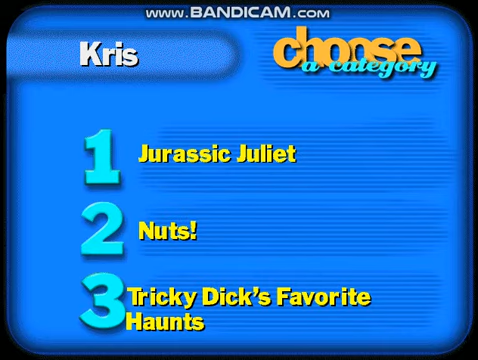 WWW.BANDICAM.COM
Kris
choose
a category
1 Jurassic Juliet
2 Nuts!
3 Tricky Dick's Favorite
Haunts